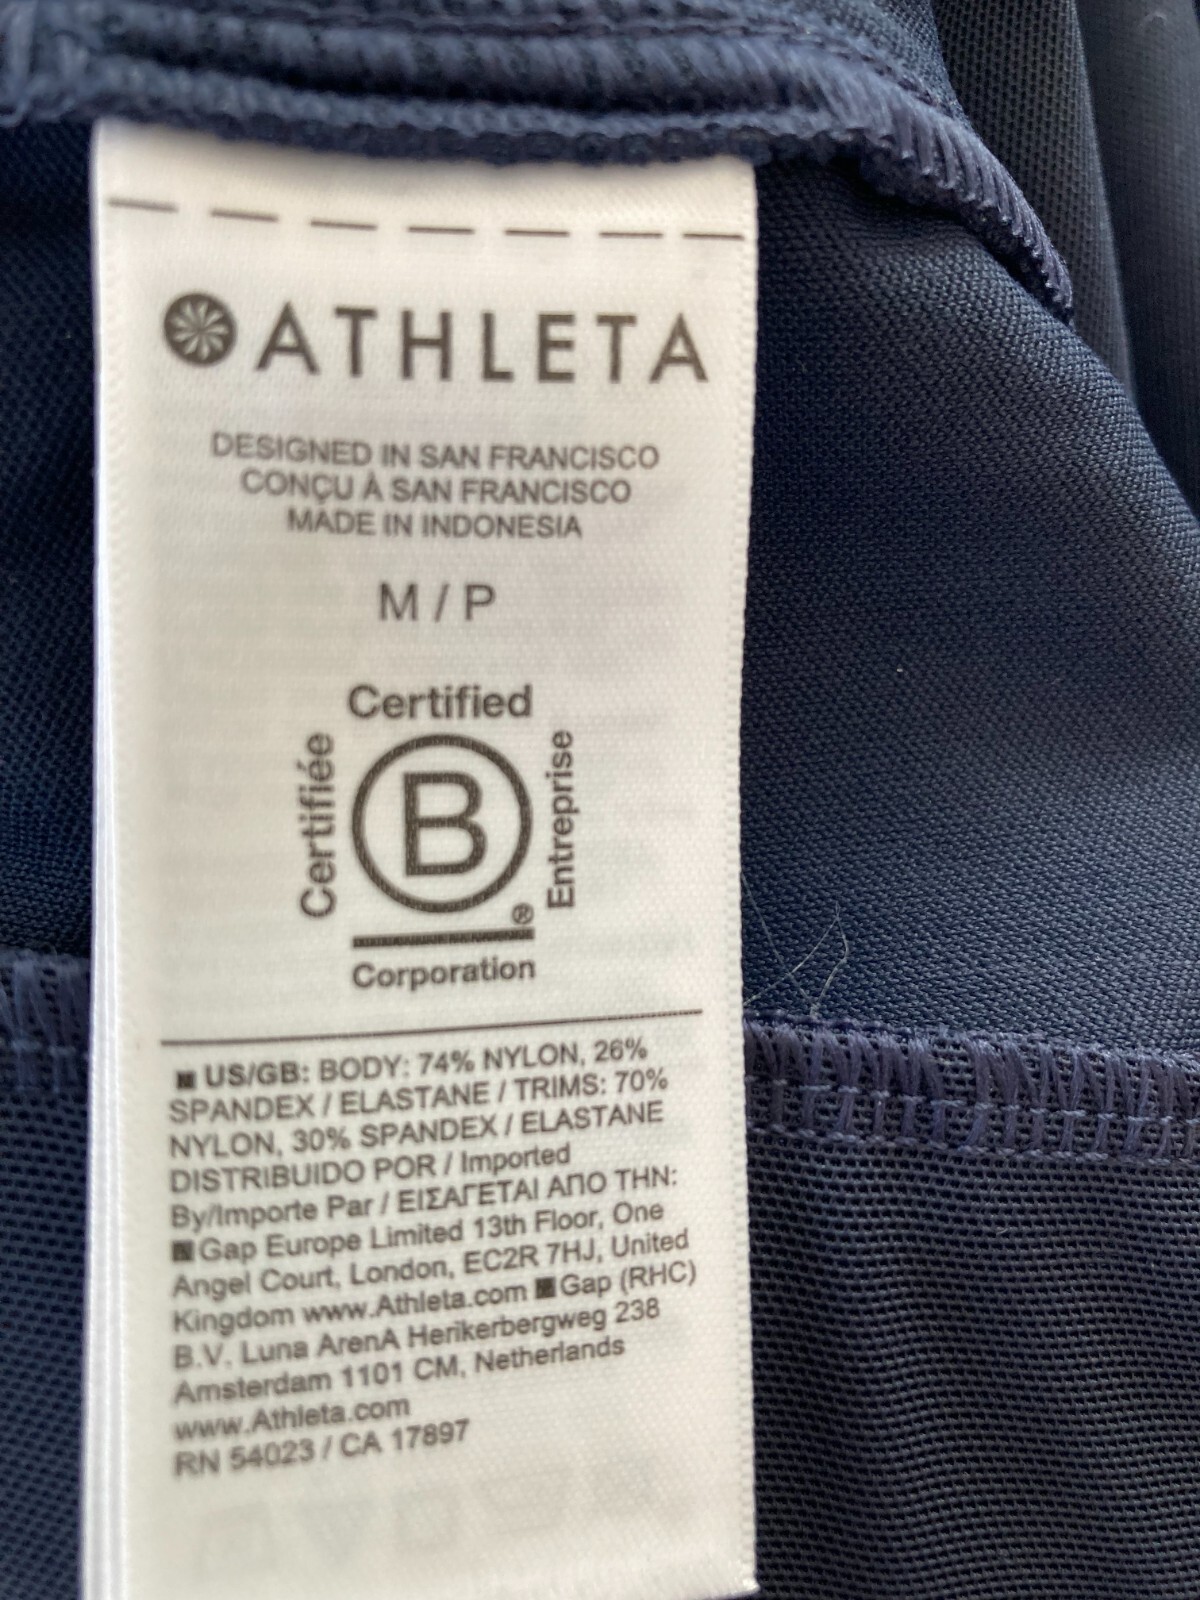 ATHLETA
DESIGNED IN SAN FRANCISCO
CONÇU À SAN FRANCISCO
MADE IN INDONESIA
M / P
Certified
Certifiée
B
Entreprise
®
Corporation
US/GB: BODY: 74% NYLON, 26%
SPANDEX / ELASTANE / TRIMS: 70%
NYLON, 30% SPANDEX / ELASTANE
DISTRIBUIDO POR / Imported
By/Importe Par / ΕΙΣΑΓΕΤΑΙ ΑΠΟ ΤΗΝ:
Gap Europe Limited 13th Floor, One
Angel Court, London, EC2R 7HJ, United
Kingdom www.Athleta.com Gap (RHC)
B.V. Luna ArenA Herikerbergweg 238
Amsterdam 1101 CM, Netherlands
www.Athleta.com
RN 54023 / CA 17897